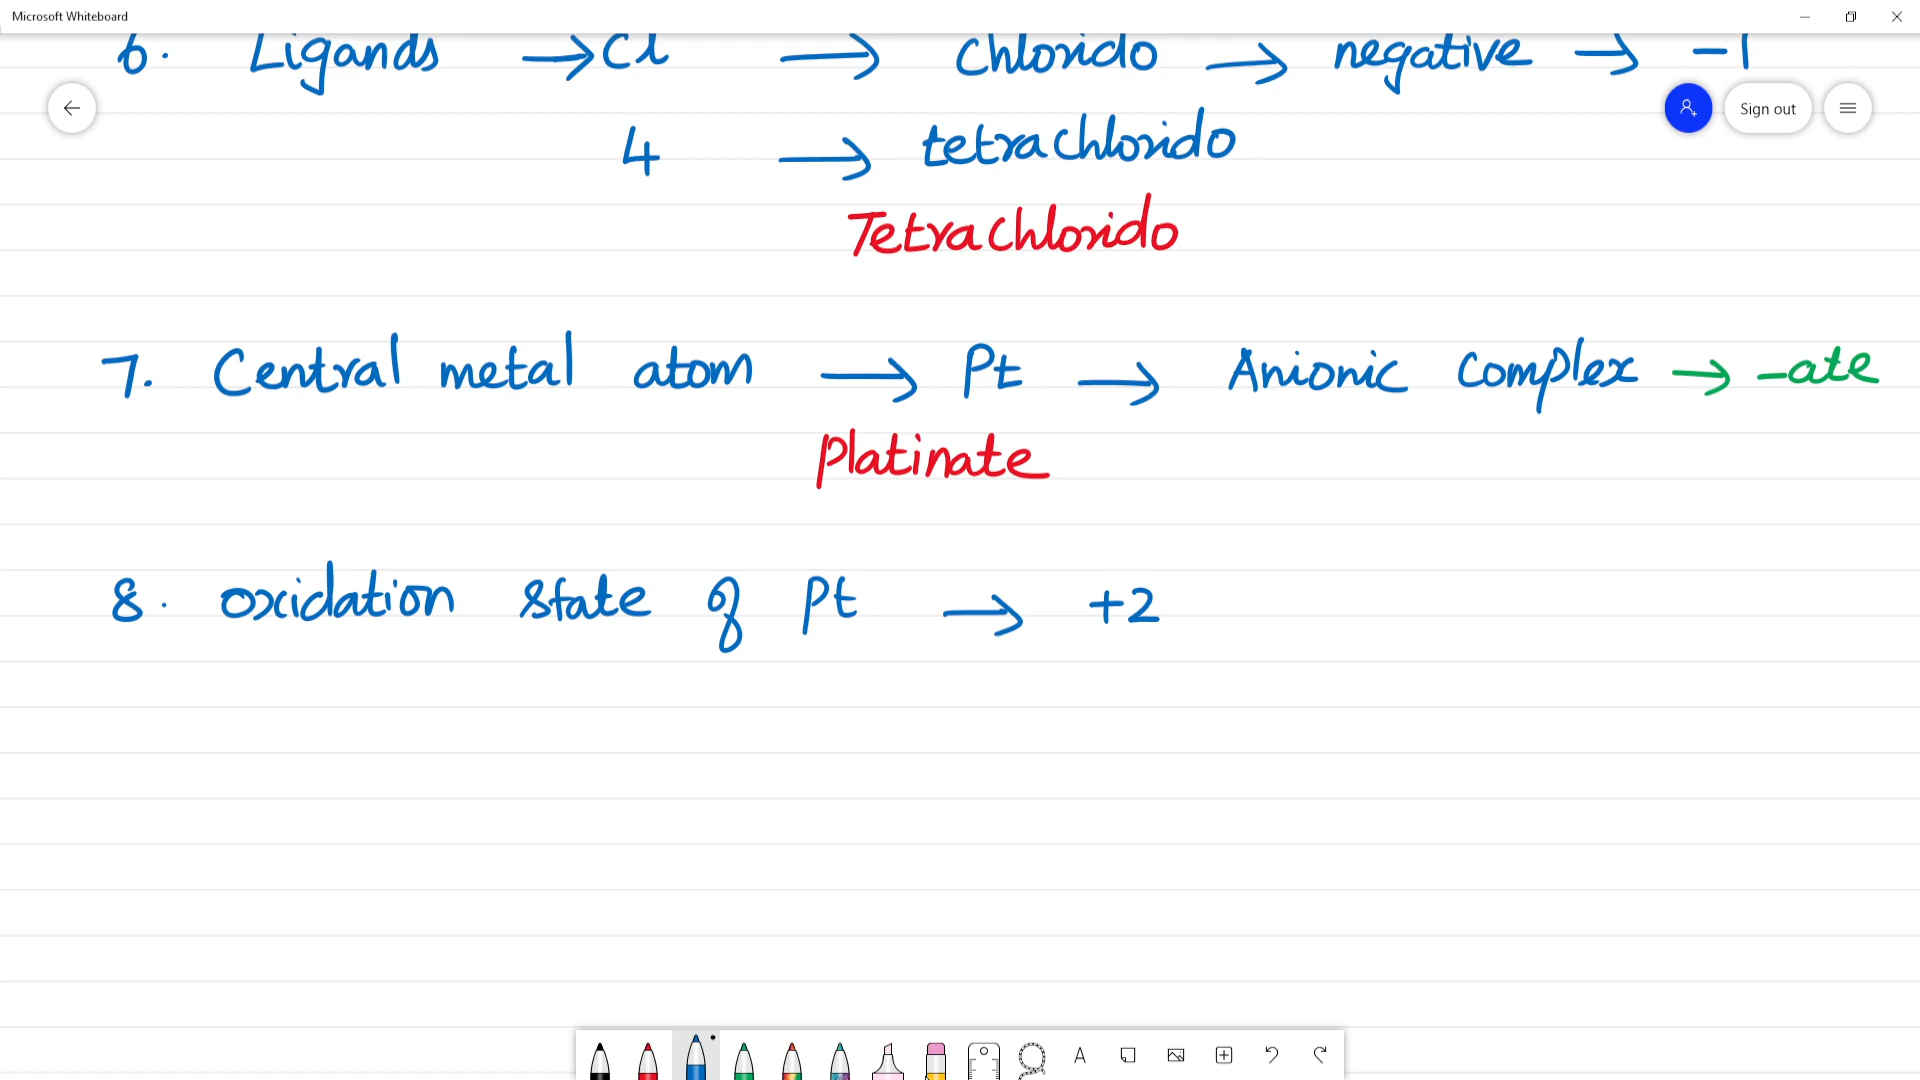 Microsoft Whiteboard
6. Ligands → Cl → Chlorido → negative → -1
Sign out
4 → tetrachlorido
Tetrachlorido
7. Central metal atom → Pt → Anionic Complex → -ate
Platinate
8. oxidation state of Pt → +2
A